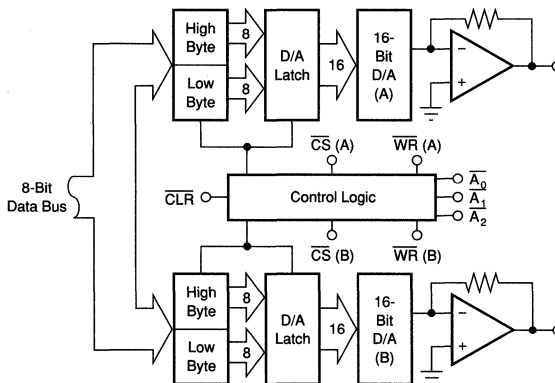 High
Byte
Low
Byte
8
8
D/A
Latch
16
16-
Bit
D/A
(A)
−
+
8-Bit
Data Bus
CS (A)
WR (A)
CLR
Control Logic
A0
A1
A2
CS (B)
WR (B)
High
Byte
Low
Byte
8
8
D/A
Latch
16
16-
Bit
D/A
(B)
−
+